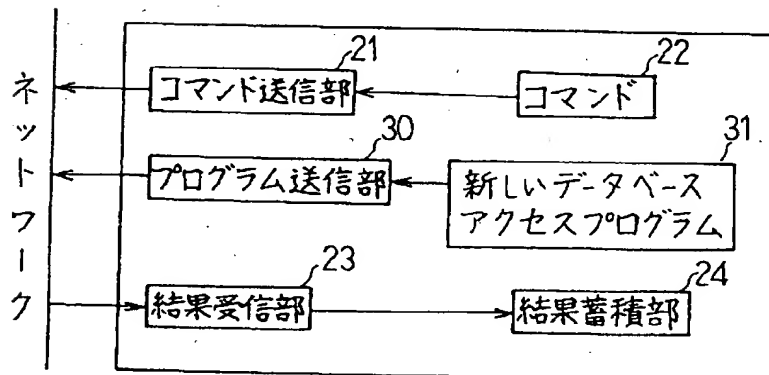 ネットワーク
21
コマンド送信部
22
コマンド
30
プログラム送信部
31
新しいデータベース
アクセスプログラム
23
結果受信部
24
結果蓄積部